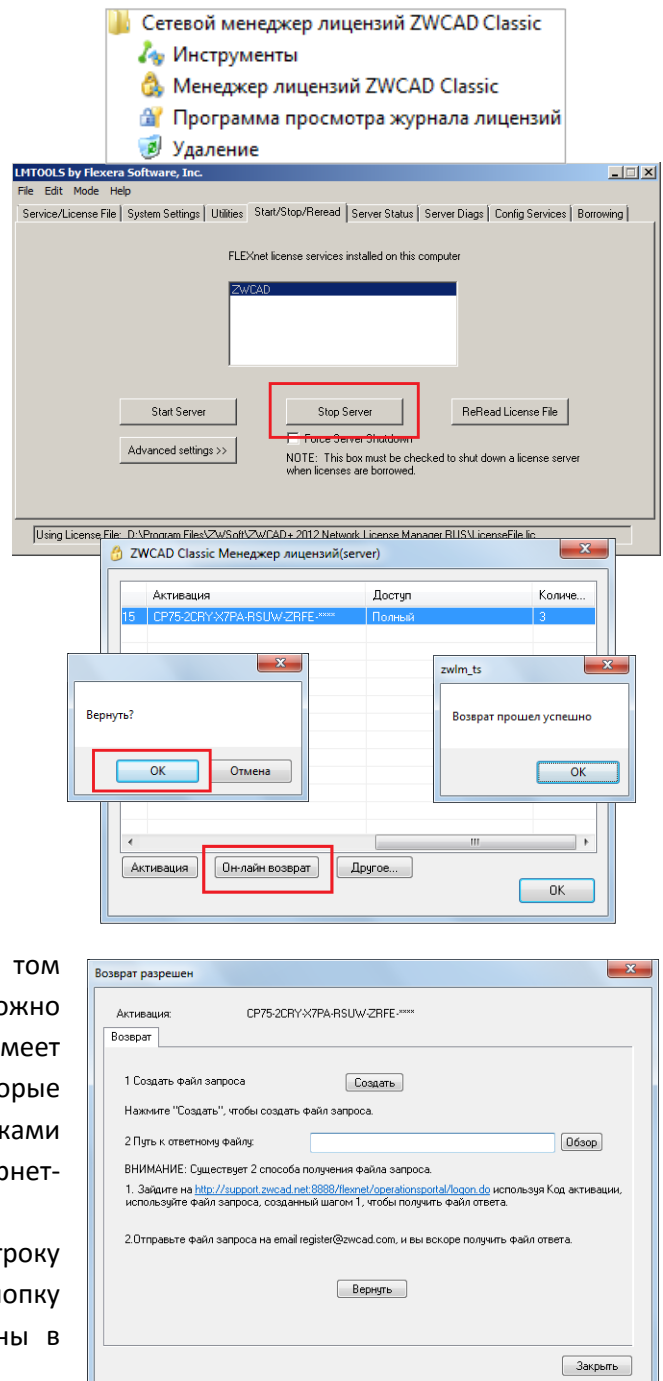 Сетевой менеджер лицензий ZWCAD Classic
Инструменты
Менеджер лицензий ZWCAD Classic
Программа просмотра журнала лицензий
Удаление
LMTOOLS by Flexera Software, Inc.
File Edit Mode Help
Service/License File System Settings Utilities Start/Stop/Reread Server Status Server Diags Config Services Borrowing
FLEXnet license services installed on this computer
ZWCAD
Start Server Stop Server ReRead License File
Force Server Shutdown
Advanced settings >>
NOTE: This box must be checked to shut down a license server
when licenses are borrowed.
Using License File: D:\Program Files\ZWSoft\ZWCAD+ 2012 Network License Manager RUS\LicenseFile.lic
ZWCAD Classic Менеджер лицензий(server)
Активация Доступ Количе...
15 CP75-2CRY-X7PA-RSUW-ZRFE-**** Полный 3
Вернуть?
OK Отмена
zwlm_ts
Возврат прошел успешно
OK
Активация Он-лайн возврат Другое...
OK
том
ожно
меет
орые
ками
рнет-
троку
опку
ны в
Возврат разрешен
Активация: CP75-2CRY-X7PA-RSUW-ZRFE-****
Возврат
1 Создать файл запроса Создать
Нажмите "Создать", чтобы создать файл запроса.
2 Путь к ответному файлу: Обзор
ВНИМАНИЕ: Существует 2 способа получения файла запроса.
1. Зайдите на http://support.zwcad.net:8888/flexnet/operationsportal/logon.do используя Код активации,
используйте файл запроса, созданный шагом 1, чтобы получить файл ответа.
2.Отправьте файл запроса на email register@zwcad.com, и вы вскоре получить файл ответа.
Вернуть
Закрыть